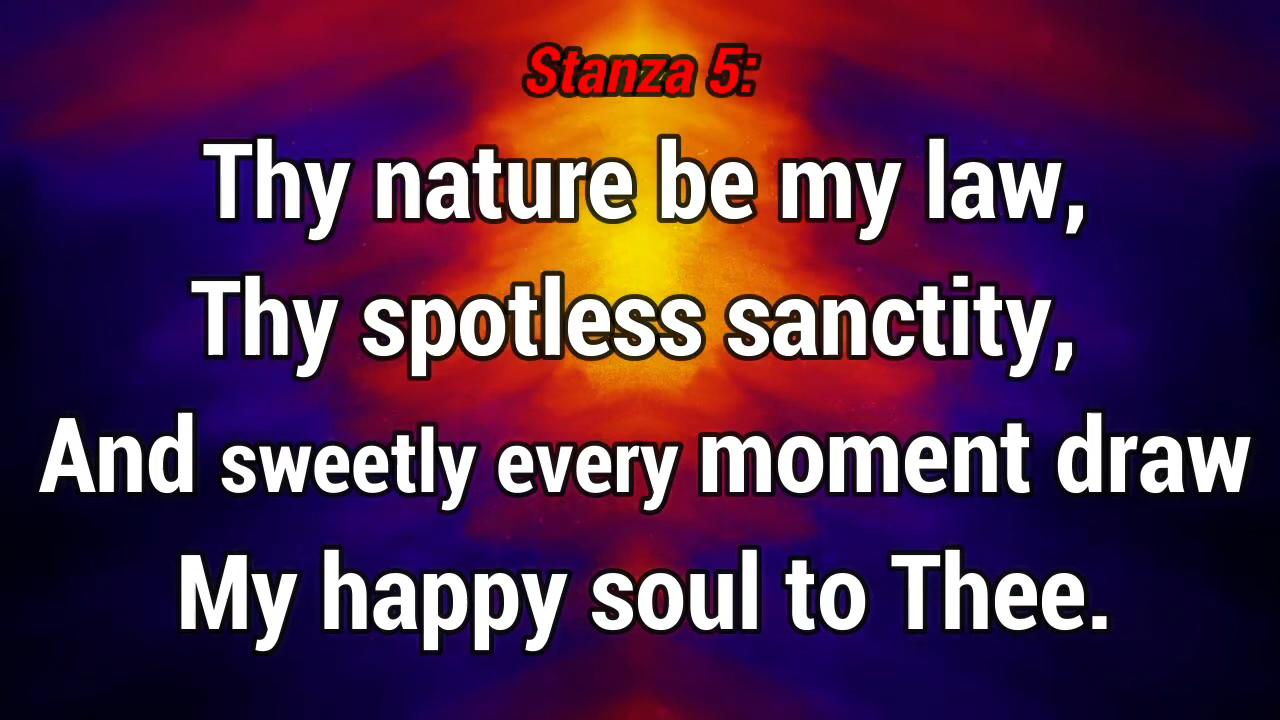 Stanza 5:
Thy nature be my law,
Thy spotless sanctity,
And sweetly every moment draw
My happy soul to Thee.